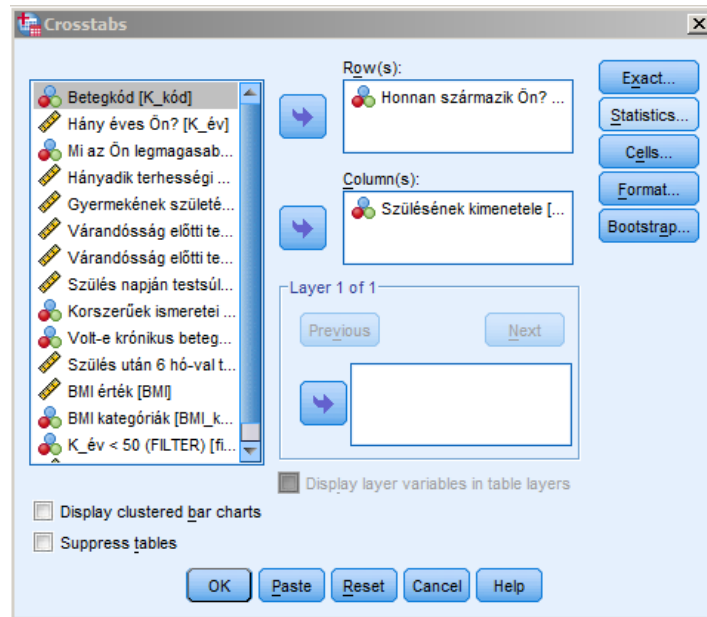 Crosstabs
Betegkód [K_kód]
Hány éves Ön? [K_év]
Mi az Ön legmagasab...
Hányadik terhességi ...
Gyermekének születé...
Várandósság előtti te...
Várandósság előtti te...
Szülés napján testsúl...
Korszerűek ismeretei ...
Volt-e krónikus beteg...
Szülés után 6 hó-val t...
BMI érték [BMI]
BMI kategóriák [BMI_k...
K_év < 50 (FILTER) [fi...
Row(s):
Honnan származik Ön? ...
Column(s):
Szülésének kimenetele [...
Layer 1 of 1
Previous
Next
Display layer variables in table layers
Exact...
Statistics...
Cells...
Format...
Bootstrap...
Display clustered bar charts
Suppress tables
OK
Paste
Reset
Cancel
Help